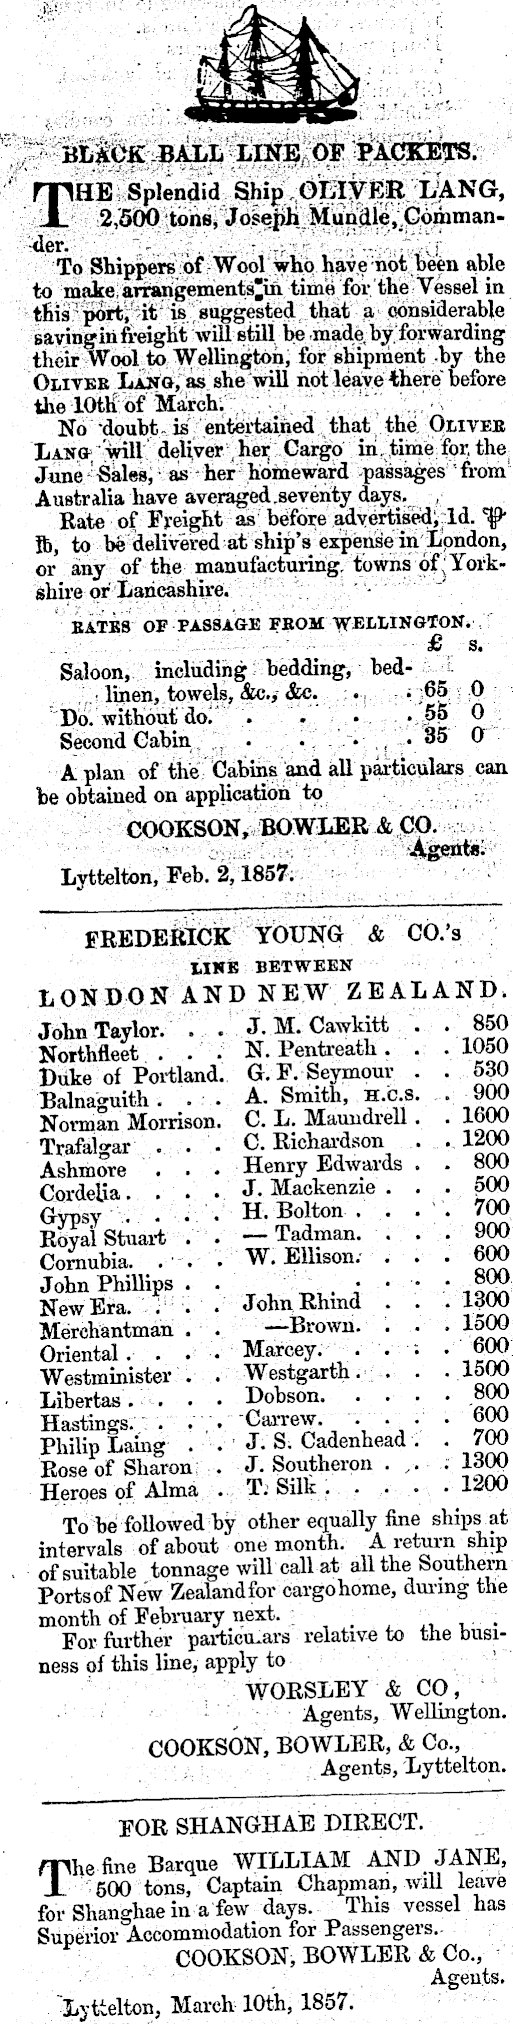 BLACK BALL LINE OF PACKETS.
THE Splendid Ship OLIVER LANG,
2,500 tons, Joseph Mundle, Comman-
der.
To Shippers of Wool who have not been able
to make arrangements in time for the Vessel in
this port, it is suggested that a considerable
saving in freight will still be made by forwarding
their Wool to Wellington, for shipment by the
OLIVER LANG, as she will not leave there before
the 10th of March.
No doubt is entertained that the OLIVER
LANG will deliver her Cargo in time for the
June Sales, as her homeward passages from
Australia have averaged seventy days.
Rate of Freight as before advertised, 1d. ⅌
℔, to be delivered at ship's expense in London,
or any of the manufacturing towns of York-
shire or Lancashire.
RATES OF PASSAGE FROM WELLINGTON.
£ s.
Saloon, including bedding, bed-
linen, towels, &c., &c. . . 65 0
Do. without do. . . . . 55 0
Second Cabin . . . . 35 0
A plan of the Cabins and all particulars can
be obtained on application to
COOKSON, BOWLER & CO.
Agents.
Lyttelton, Feb. 2, 1857.
FREDERICK YOUNG & CO.'s
LINE BETWEEN
LONDON AND NEW ZEALAND.
John Taylor. . . J. M. Cawkitt . . 850
Northfleet . . . N. Pentreath . . . 1050
Duke of Portland. G. F. Seymour . . 530
Balnaguith . . . A. Smith, H.C.S. . 900
Norman Morrison. C. L. Maundrell . . 1600
Trafalgar . . . C. Richardson . . 1200
Ashmore . . . Henry Edwards . . 800
Cordelia . . . . J. Mackenzie . . . 500
Gypsy . . . . H. Bolton . . . . 700
Royal Stuart . . — Tadman. . . . 900
Cornubia. . . . W. Ellison. . . . 600
John Phillips . . . . . . 800
New Era. . . . John Rhind . . . 1300
Merchantman . . —Brown. . . . 1500
Oriental . . . . Marcey. . . . . 600
Westminister . . Westgarth . . . . 1500
Libertas . . . . Dobson. . . . . 800
Hastings. . . . Carrew. . . . . 600
Philip Laing . . J. S. Cadenhead . . 700
Rose of Sharon . J. Southeron . . . 1300
Heroes of Alma . T. Silk . . . . . 1200
To be followed by other equally fine ships at
intervals of about one month. A return ship
of suitable tonnage will call at all the Southern
Ports of New Zealand for cargo home, during the
month of February next.
For further particulars relative to the busi-
ness of this line, apply to
WORSLEY & CO,
Agents, Wellington.
COOKSON, BOWLER, & Co.,
Agents, Lyttelton.
FOR SHANGHAE DIRECT.
The fine Barque WILLIAM AND JANE,
500 tons, Captain Chapman, will leave
for Shanghae in a few days. This vessel has
Superior Accommodation for Passengers.
COOKSON, BOWLER & Co.,
Agents.
Lyttelton, March 10th, 1857.